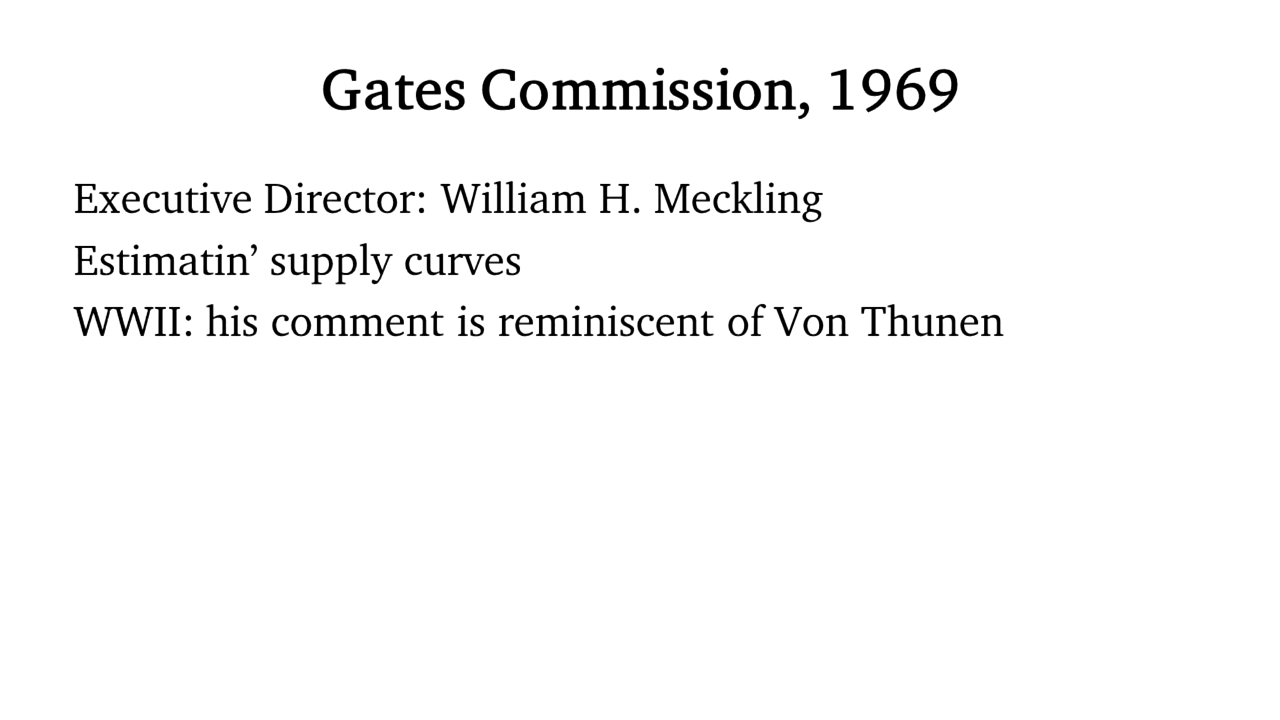 Gates Commission, 1969
Executive Director: William H. Meckling
Estimatin’ supply curves
WWII: his comment is reminiscent of Von Thunen